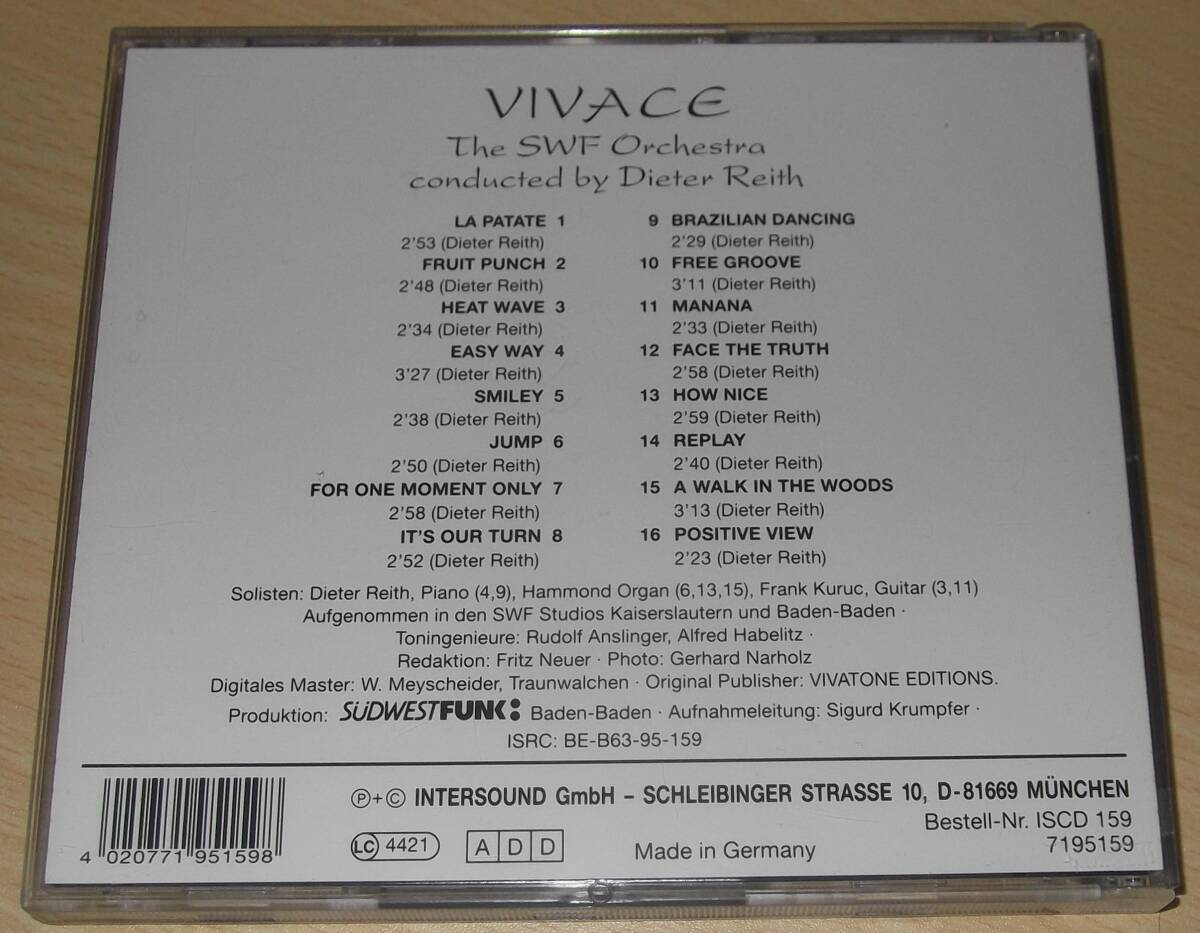 VIVACE
The SWF Orchestra
conducted by Dieter Reith
LA PATATE 1
2'53 (Dieter Reith)
FRUIT PUNCH 2
2'48 (Dieter Reith)
HEAT WAVE 3
2'34 (Dieter Reith)
EASY WAY 4
3'27 (Dieter Reith)
SMILEY 5
2'38 (Dieter Reith)
JUMP 6
2'50 (Dieter Reith)
FOR ONE MOMENT ONLY 7
2'58 (Dieter Reith)
IT'S OUR TURN 8
2'52 (Dieter Reith)
9 BRAZILIAN DANCING
2'29 (Dieter Reith)
10 FREE GROOVE
3'11 (Dieter Reith)
11 MANANA
2'33 (Dieter Reith)
12 FACE THE TRUTH
2'58 (Dieter Reith)
13 HOW NICE
2'59 (Dieter Reith)
14 REPLAY
2'40 (Dieter Reith)
15 A WALK IN THE WOODS
3'13 (Dieter Reith)
16 POSITIVE VIEW
2'23 (Dieter Reith)
Solisten: Dieter Reith, Piano (4,9), Hammond Organ (6,13,15), Frank Kuruc, Guitar (3,11)
Aufgenommen in den SWF Studios Kaiserslautern und Baden-Baden ·
Toningenieure: Rudolf Anslinger, Alfred Habelitz ·
Redaktion: Fritz Neuer · Photo: Gerhard Narholz
Digitales Master: W. Meyscheider, Traunwalchen · Original Publisher: VIVATONE EDITIONS.
Produktion: SÜDWESTFUNK: Baden-Baden · Aufnahmeleitung: Sigurd Krumpfer ·
ISRC: BE-B63-95-159
℗+© INTERSOUND GmbH – SCHLEIBINGER STRASSE 10, D-81669 MÜNCHEN
Bestell-Nr. ISCD 159
LC 4421 ADD Made in Germany 7195159
4 020771 951598